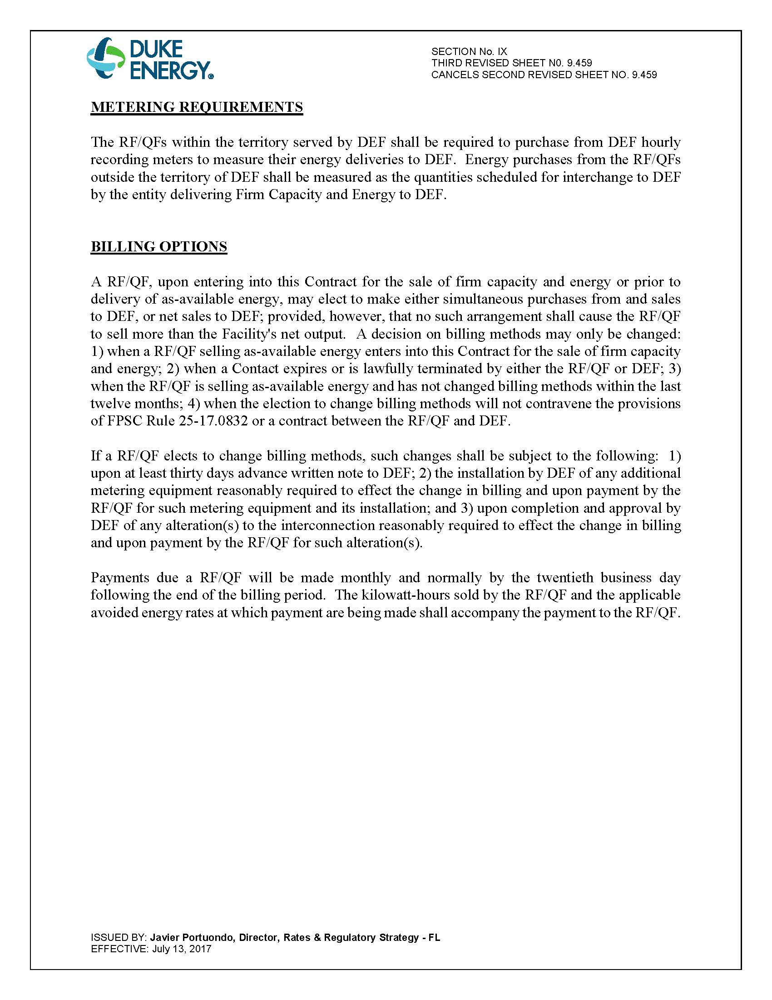 DUKE
ENERGY®
SECTION No. IX
THIRD REVISED SHEET N0. 9.459
CANCELS SECOND REVISED SHEET NO. 9.459
METERING REQUIREMENTS
The RF/QFs within the territory served by DEF shall be required to purchase from DEF hourly
recording meters to measure their energy deliveries to DEF.  Energy purchases from the RF/QFs
outside the territory of DEF shall be measured as the quantities scheduled for interchange to DEF
by the entity delivering Firm Capacity and Energy to DEF.
BILLING OPTIONS
A RF/QF, upon entering into this Contract for the sale of firm capacity and energy or prior to
delivery of as-available energy, may elect to make either simultaneous purchases from and sales
to DEF, or net sales to DEF; provided, however, that no such arrangement shall cause the RF/QF
to sell more than the Facility's net output.  A decision on billing methods may only be changed:
1) when a RF/QF selling as-available energy enters into this Contract for the sale of firm capacity
and energy; 2) when a Contact expires or is lawfully terminated by either the RF/QF or DEF; 3)
when the RF/QF is selling as-available energy and has not changed billing methods within the last
twelve months; 4) when the election to change billing methods will not contravene the provisions
of FPSC Rule 25-17.0832 or a contract between the RF/QF and DEF.
If a RF/QF elects to change billing methods, such changes shall be subject to the following:  1)
upon at least thirty days advance written note to DEF; 2) the installation by DEF of any additional
metering equipment reasonably required to effect the change in billing and upon payment by the
RF/QF for such metering equipment and its installation; and 3) upon completion and approval by
DEF of any alteration(s) to the interconnection reasonably required to effect the change in billing
and upon payment by the RF/QF for such alteration(s).
Payments due a RF/QF will be made monthly and normally by the twentieth business day
following the end of the billing period.  The kilowatt-hours sold by the RF/QF and the applicable
avoided energy rates at which payment are being made shall accompany the payment to the RF/QF.
ISSUED BY: Javier Portuondo, Director, Rates & Regulatory Strategy - FL
EFFECTIVE: July 13, 2017